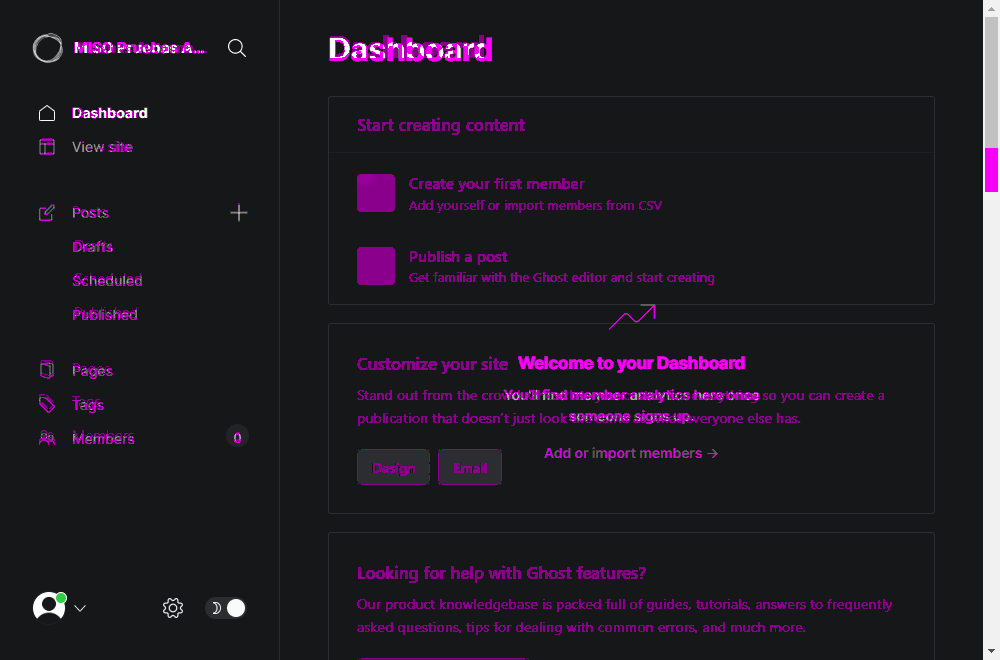 MISO Pruebas A...
Dashboard
View site
Posts
Drafts
Scheduled
Published
Pages
Tags
Members
0
Dashboard
Start creating content
Create your first member
Add yourself or import members from CSV
Publish a post
Get familiar with the Ghost editor and start creating
Customize your site
Welcome to your Dashboard
Stand out from the crowd.
so you can create a
You'll find member analytics here once
publication that doesn't just look
everyone else has.
someone signs up.
Add or import members →
Design
Email
Looking for help with Ghost features?
Our product knowledgebase is packed full of guides, tutorials, answers to frequently
asked questions, tips for dealing with common errors, and much more.